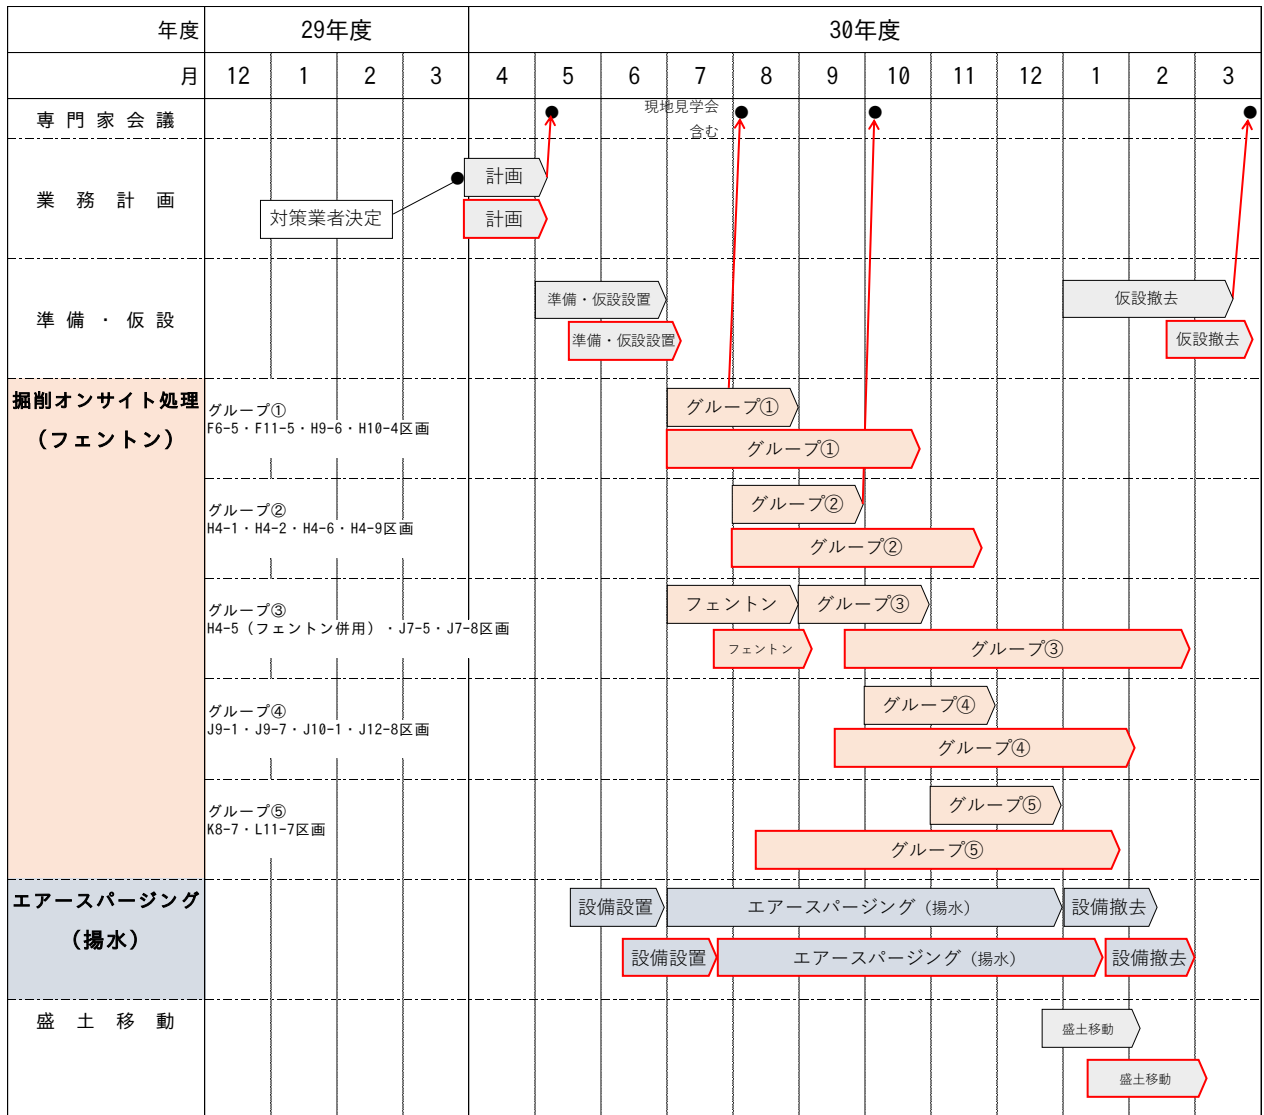 年度 29年度 30年度
月 12 1 2 3 4 5 6 7 8 9 10 11 12 1 2 3
専門家会議
現地見学会
含む
業務計画
計画
対策業者決定
計画
準備・仮設
準備・仮設設置 仮設撤去
準備・仮設設置 仮設撤去
掘削オンサイト処理
（フェントン）
グループ①
F6-5・F11-5・H9-6・H10-4区画
グループ①
グループ①
グループ②
H4-1・H4-2・H4-6・H4-9区画
グループ②
グループ②
グループ③
H4-5（フェントン併用）・J7-5・J7-8区画
フェントン グループ③
フェントン グループ③
グループ④
J9-1・J9-7・J10-1・J12-8区画
グループ④
グループ④
グループ⑤
K8-7・L11-7区画
グループ⑤
グループ⑤
エアースパージング
（揚水）
設備設置 エアースパージング（揚水） 設備撤去
設備設置 エアースパージング（揚水） 設備撤去
盛土移動
盛土移動
盛土移動